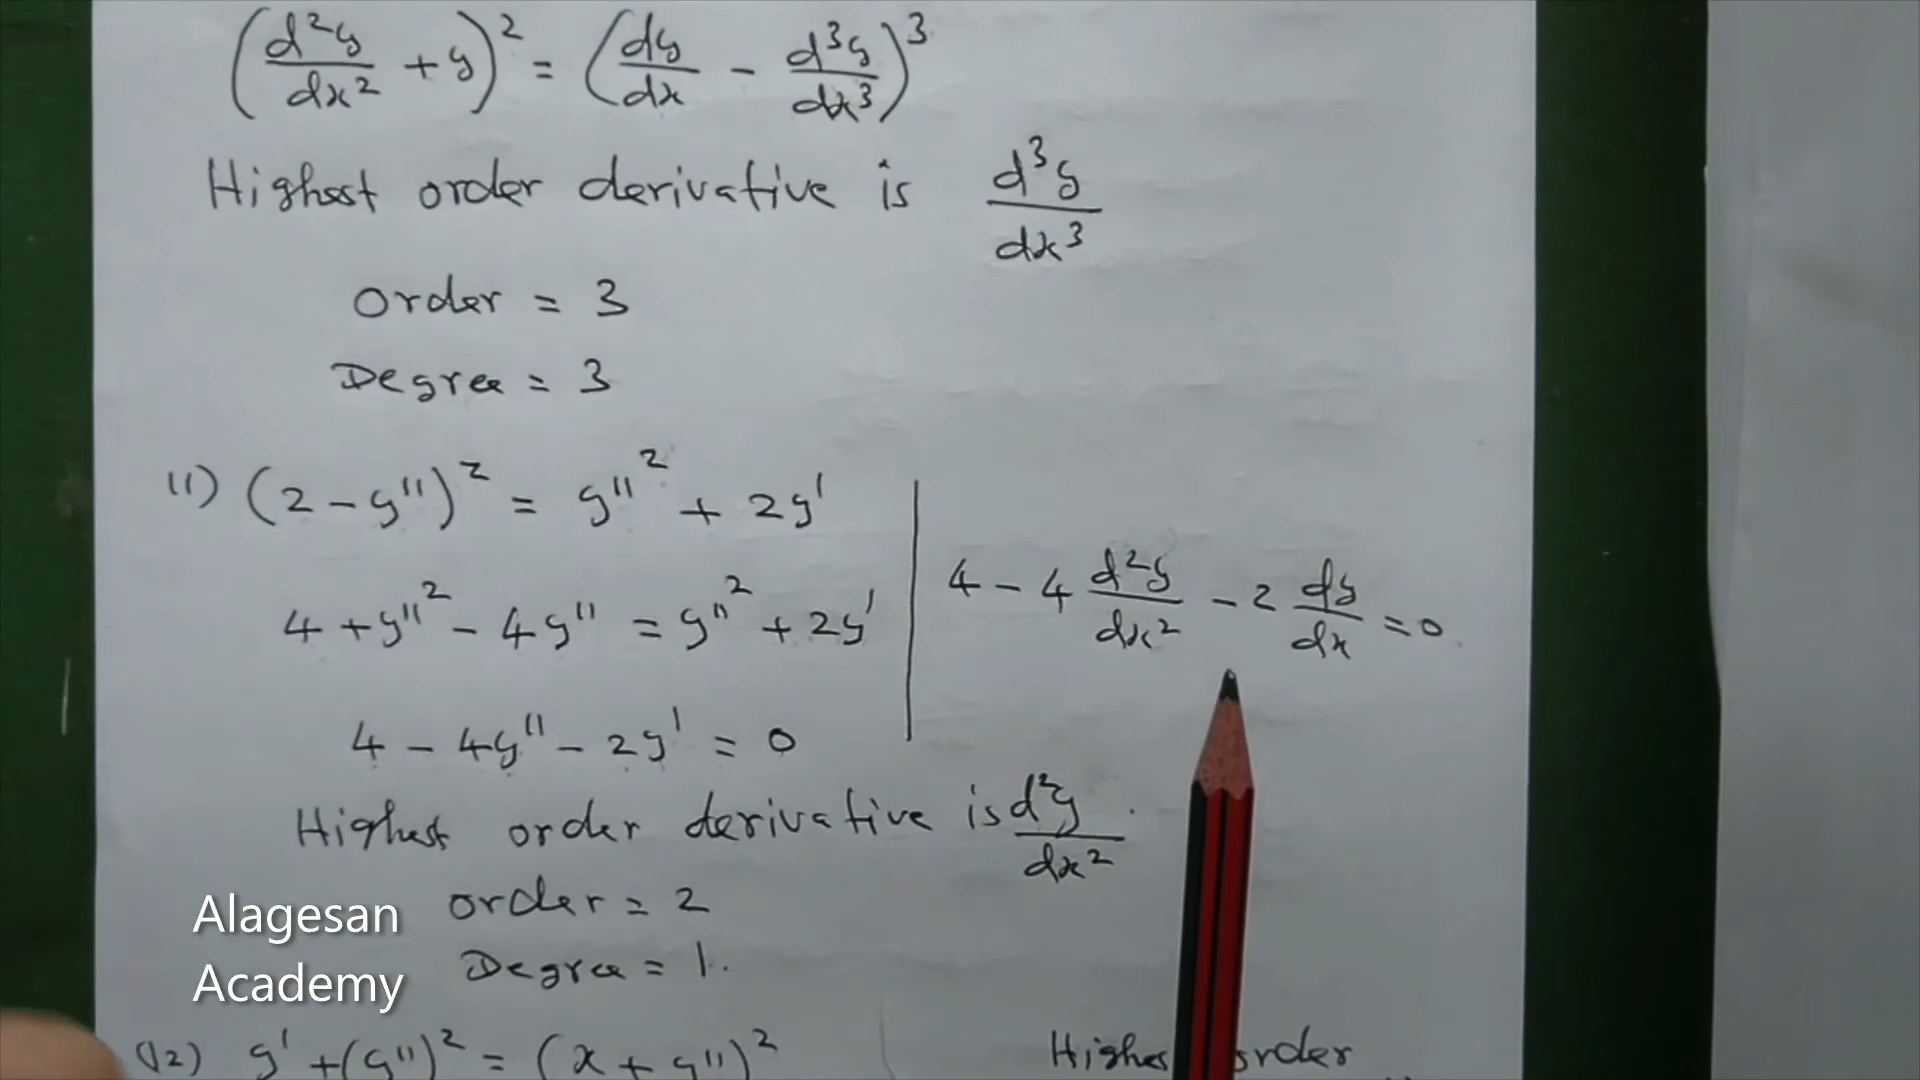 (d²y/dx² + y)² = (dy/dx - d³y/dx³)³
Highest order derivative is d³y/dx³
Order = 3
Degree = 3
11) (2 - y'')² = y''² + 2y'
4 + y''² - 4y'' = y''² + 2y'
4 - 4y'' - 2y' = 0
4 - 4 d²y/dx² - 2 dy/dx = 0
Highest order derivative is d²y/dx²
order = 2
Degree = 1.
Alagesan
Academy
12) y' + (y'')² = (x + y'')²
Highest order